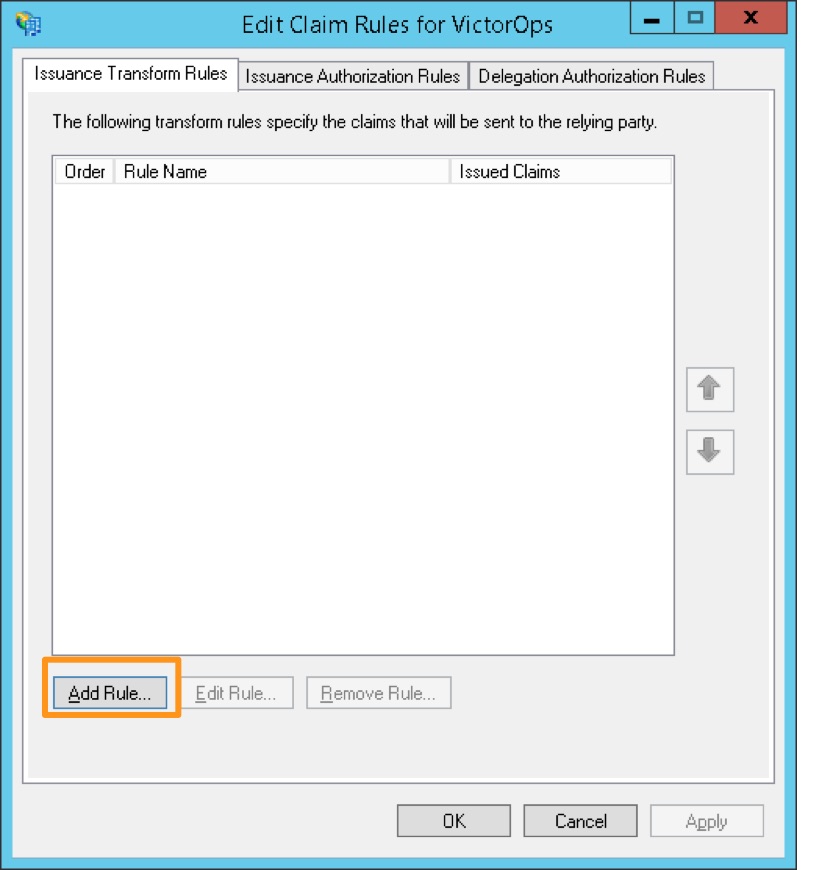 Edit Claim Rules for VictorOps
Issuance Transform Rules Issuance Authorization Rules Delegation Authorization Rules
The following transform rules specify the claims that will be sent to the relying party.
Order Rule Name Issued Claims
Add Rule... Edit Rule... Remove Rule...
OK Cancel Apply